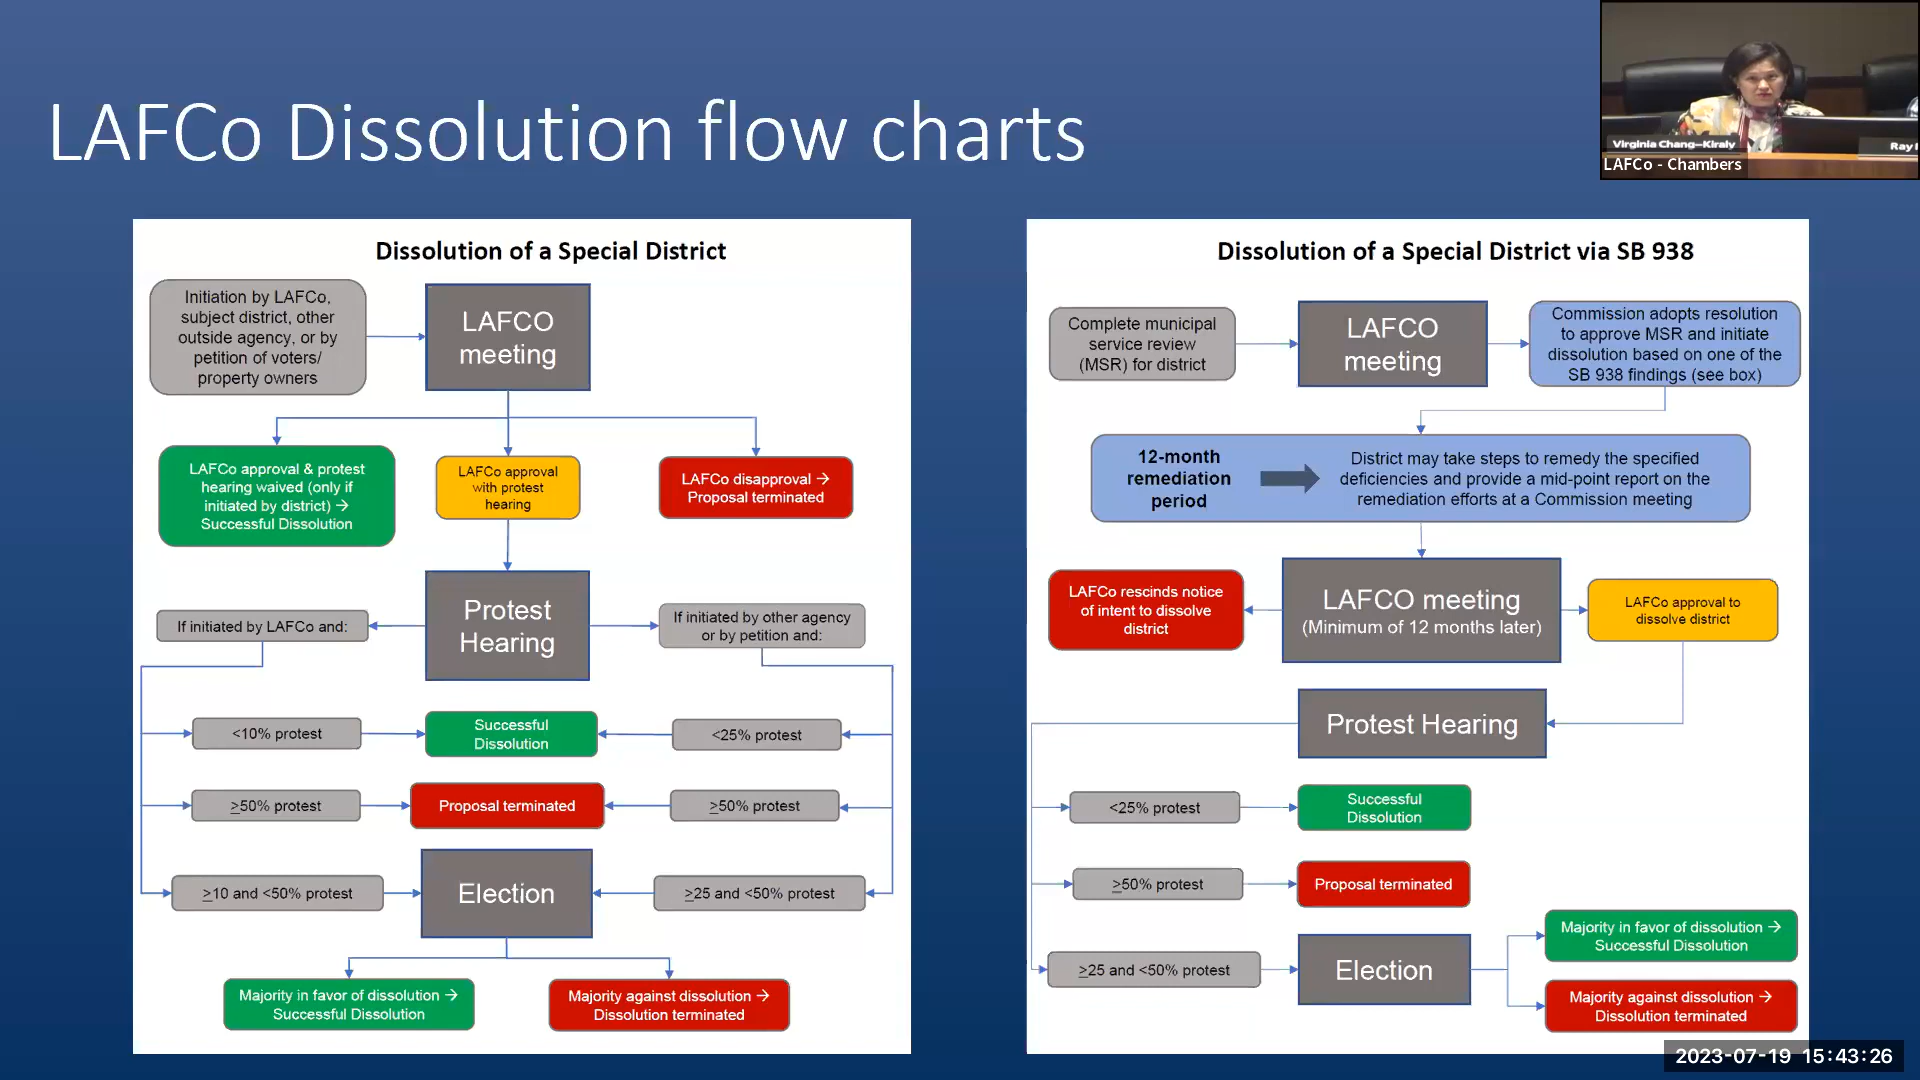 LAFCo Dissolution flow charts
Virginia Chang-Kiraly
Ray
LAFCo - Chambers
Dissolution of a Special District
Initiation by LAFCo,
subject district, other
outside agency, or by
petition of voters/
property owners
LAFCO
meeting
LAFCo approval & protest
hearing waived (only if
initiated by district) →
Successful Dissolution
LAFCo approval
with protest
hearing
LAFCo disapproval →
Proposal terminated
If initiated by LAFCo and:
Protest
Hearing
If initiated by other agency
or by petition and:
<10% protest
Successful
Dissolution
<25% protest
≥50% protest
Proposal terminated
≥50% protest
≥10 and <50% protest
Election
≥25 and <50% protest
Majority in favor of dissolution →
Successful Dissolution
Majority against dissolution →
Dissolution terminated
Dissolution of a Special District via SB 938
Complete municipal
service review
(MSR) for district
LAFCO
meeting
Commission adopts resolution
to approve MSR and initiate
dissolution based on one of the
SB 938 findings (see box)
12-month
remediation
period
District may take steps to remedy the specified
deficiencies and provide a mid-point report on the
remediation efforts at a Commission meeting
LAFCo rescinds notice
of intent to dissolve
district
LAFCO meeting
(Minimum of 12 months later)
LAFCo approval to
dissolve district
Protest Hearing
<25% protest
Successful
Dissolution
≥50% protest
Proposal terminated
≥25 and <50% protest
Election
Majority in favor of dissolution →
Successful Dissolution
Majority against dissolution →
Dissolution terminated
2023-07-19 15:43:26